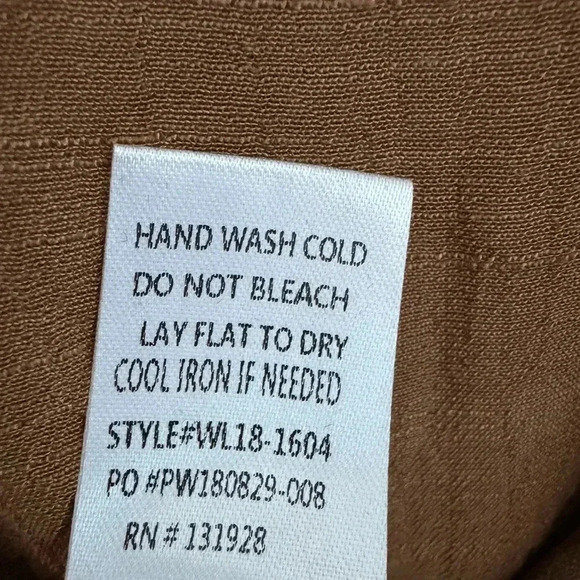 HAND WASH COLD
DO NOT BLEACH
LAY FLAT TO DRY
COOL IRON IF NEEDED
STYLE#WL18-1604
PO #PW180829-008
RN # 131928